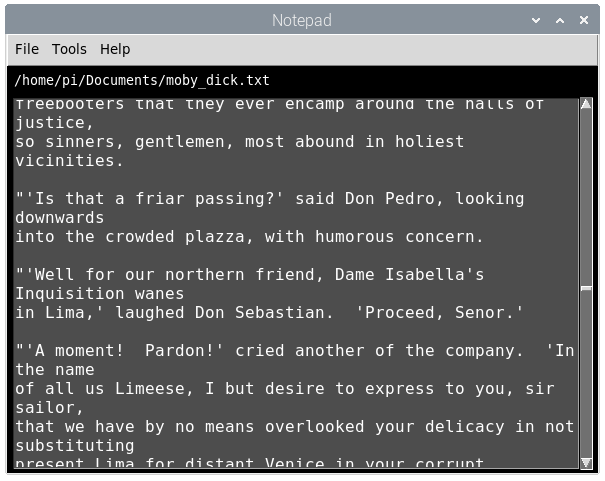 Notepad
File Tools Help
/home/pi/Documents/moby_dick.txt
freebooters that they ever encamp around the halls of
justice,
so sinners, gentlemen, most abound in holiest
vicinities.
"'Is that a friar passing?' said Don Pedro, looking
downwards
into the crowded plazza, with humorous concern.
"'Well for our northern friend, Dame Isabella's
Inquisition wanes
in Lima,' laughed Don Sebastian.  'Proceed, Senor.'
"'A moment!  Pardon!' cried another of the company.  'In
the name
of all us Limeese, I but desire to express to you, sir
sailor,
that we have by no means overlooked your delicacy in not
substituting
present Lima for distant Venice in your corrupt